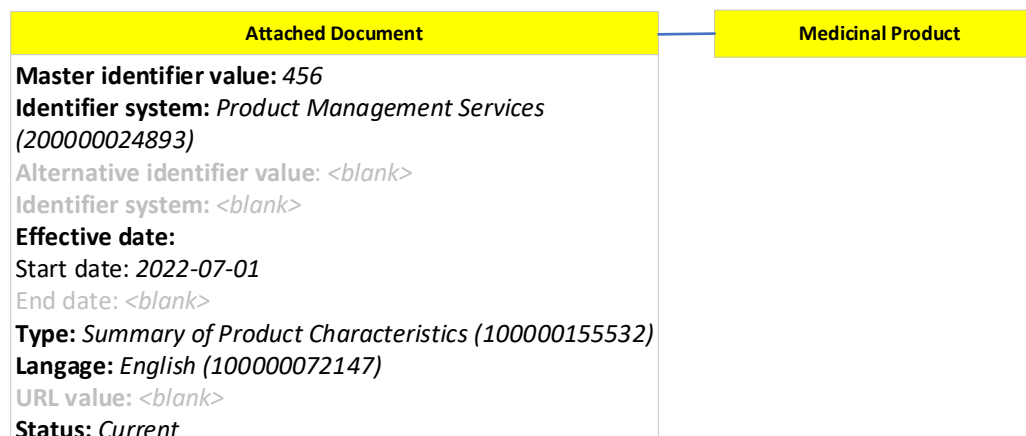 Attached Document
Medicinal Product
Master identifier value: 456
Identifier system: Product Management Services
(200000024893)
Alternative identifier value: <blank>
Identifier system: <blank>
Effective date:
Start date: 2022-07-01
End date: <blank>
Type: Summary of Product Characteristics (100000155532)
Langage: English (100000072147)
URL value: <blank>
Status: Current